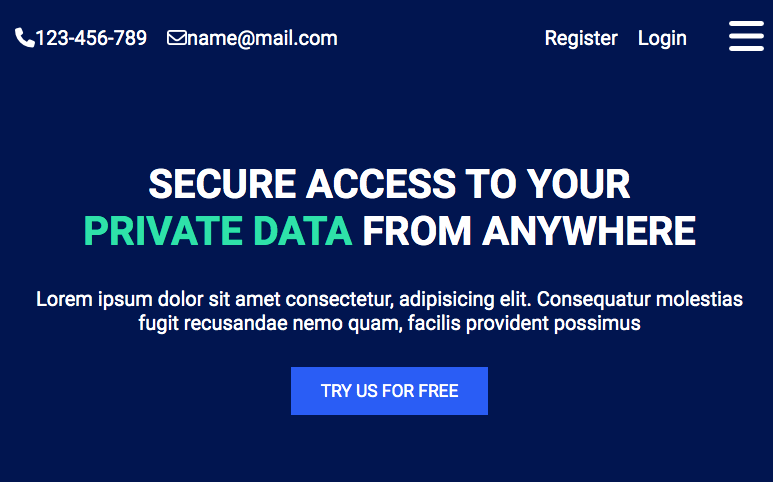 123-456-789 name@mail.com Register Login
SECURE ACCESS TO YOUR
PRIVATE DATA FROM ANYWHERE
Lorem ipsum dolor sit amet consectetur, adipisicing elit. Consequatur molestias
fugit recusandae nemo quam, facilis provident possimus
TRY US FOR FREE